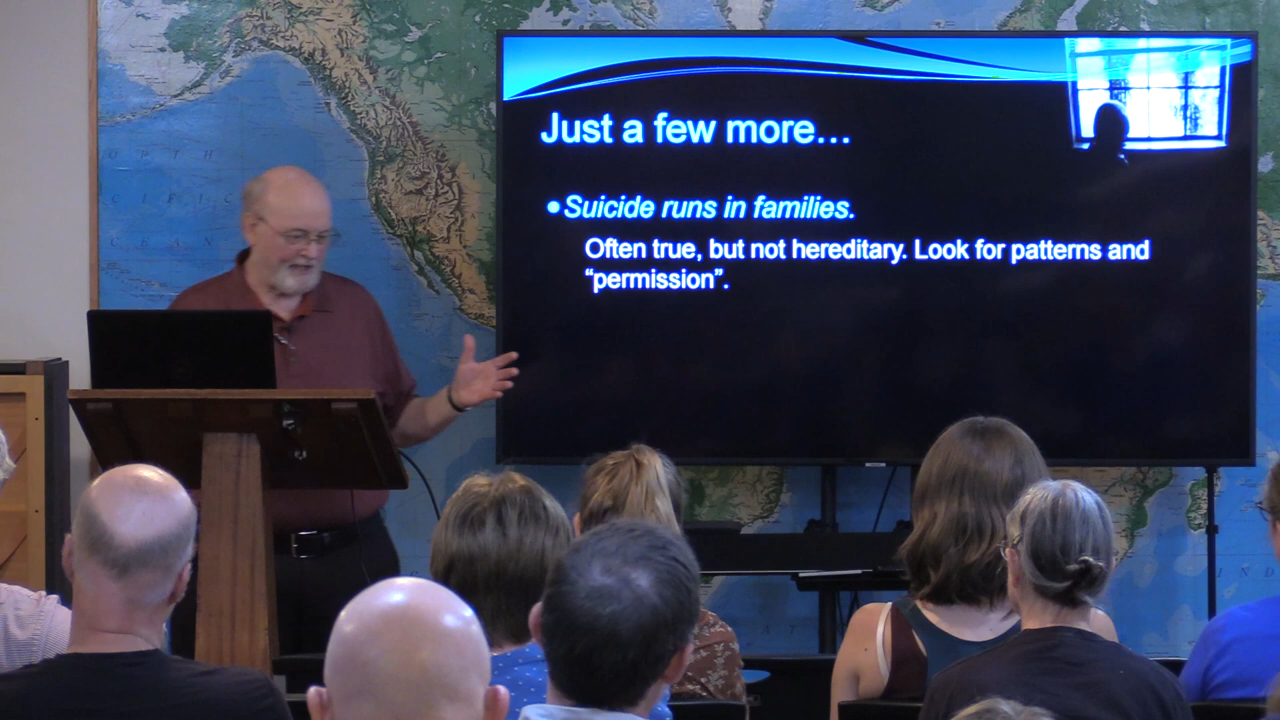 Just a few more...
•Suicide runs in families.
Often true, but not hereditary. Look for patterns and
“permission”.